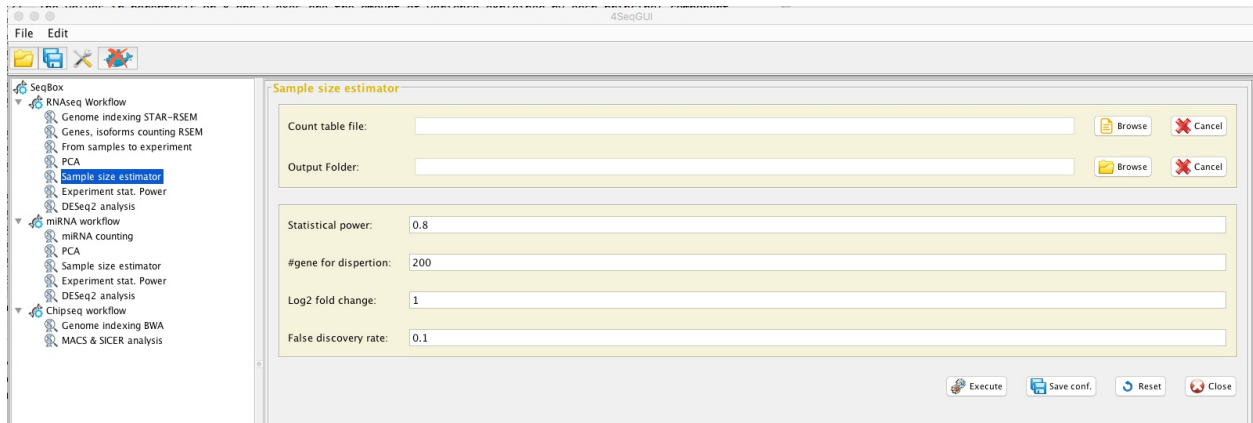 4SeqGUI
File Edit
SeqBox
RNAseq Workflow
Genome indexing STAR-RSEM
Genes, isoforms counting RSEM
From samples to experiment
PCA
Sample size estimator
Experiment stat. Power
DESeq2 analysis
miRNA workflow
miRNA counting
PCA
Sample size estimator
Experiment stat. Power
DESeq2 analysis
Chipseq workflow
Genome indexing BWA
MACS & SICER analysis
Sample size estimator
Count table file: Browse Cancel
Output Folder: Browse Cancel
Statistical power: 0.8
#gene for dispertion: 200
Log2 fold change: 1
False discovery rate: 0.1
Execute Save conf. Reset Close